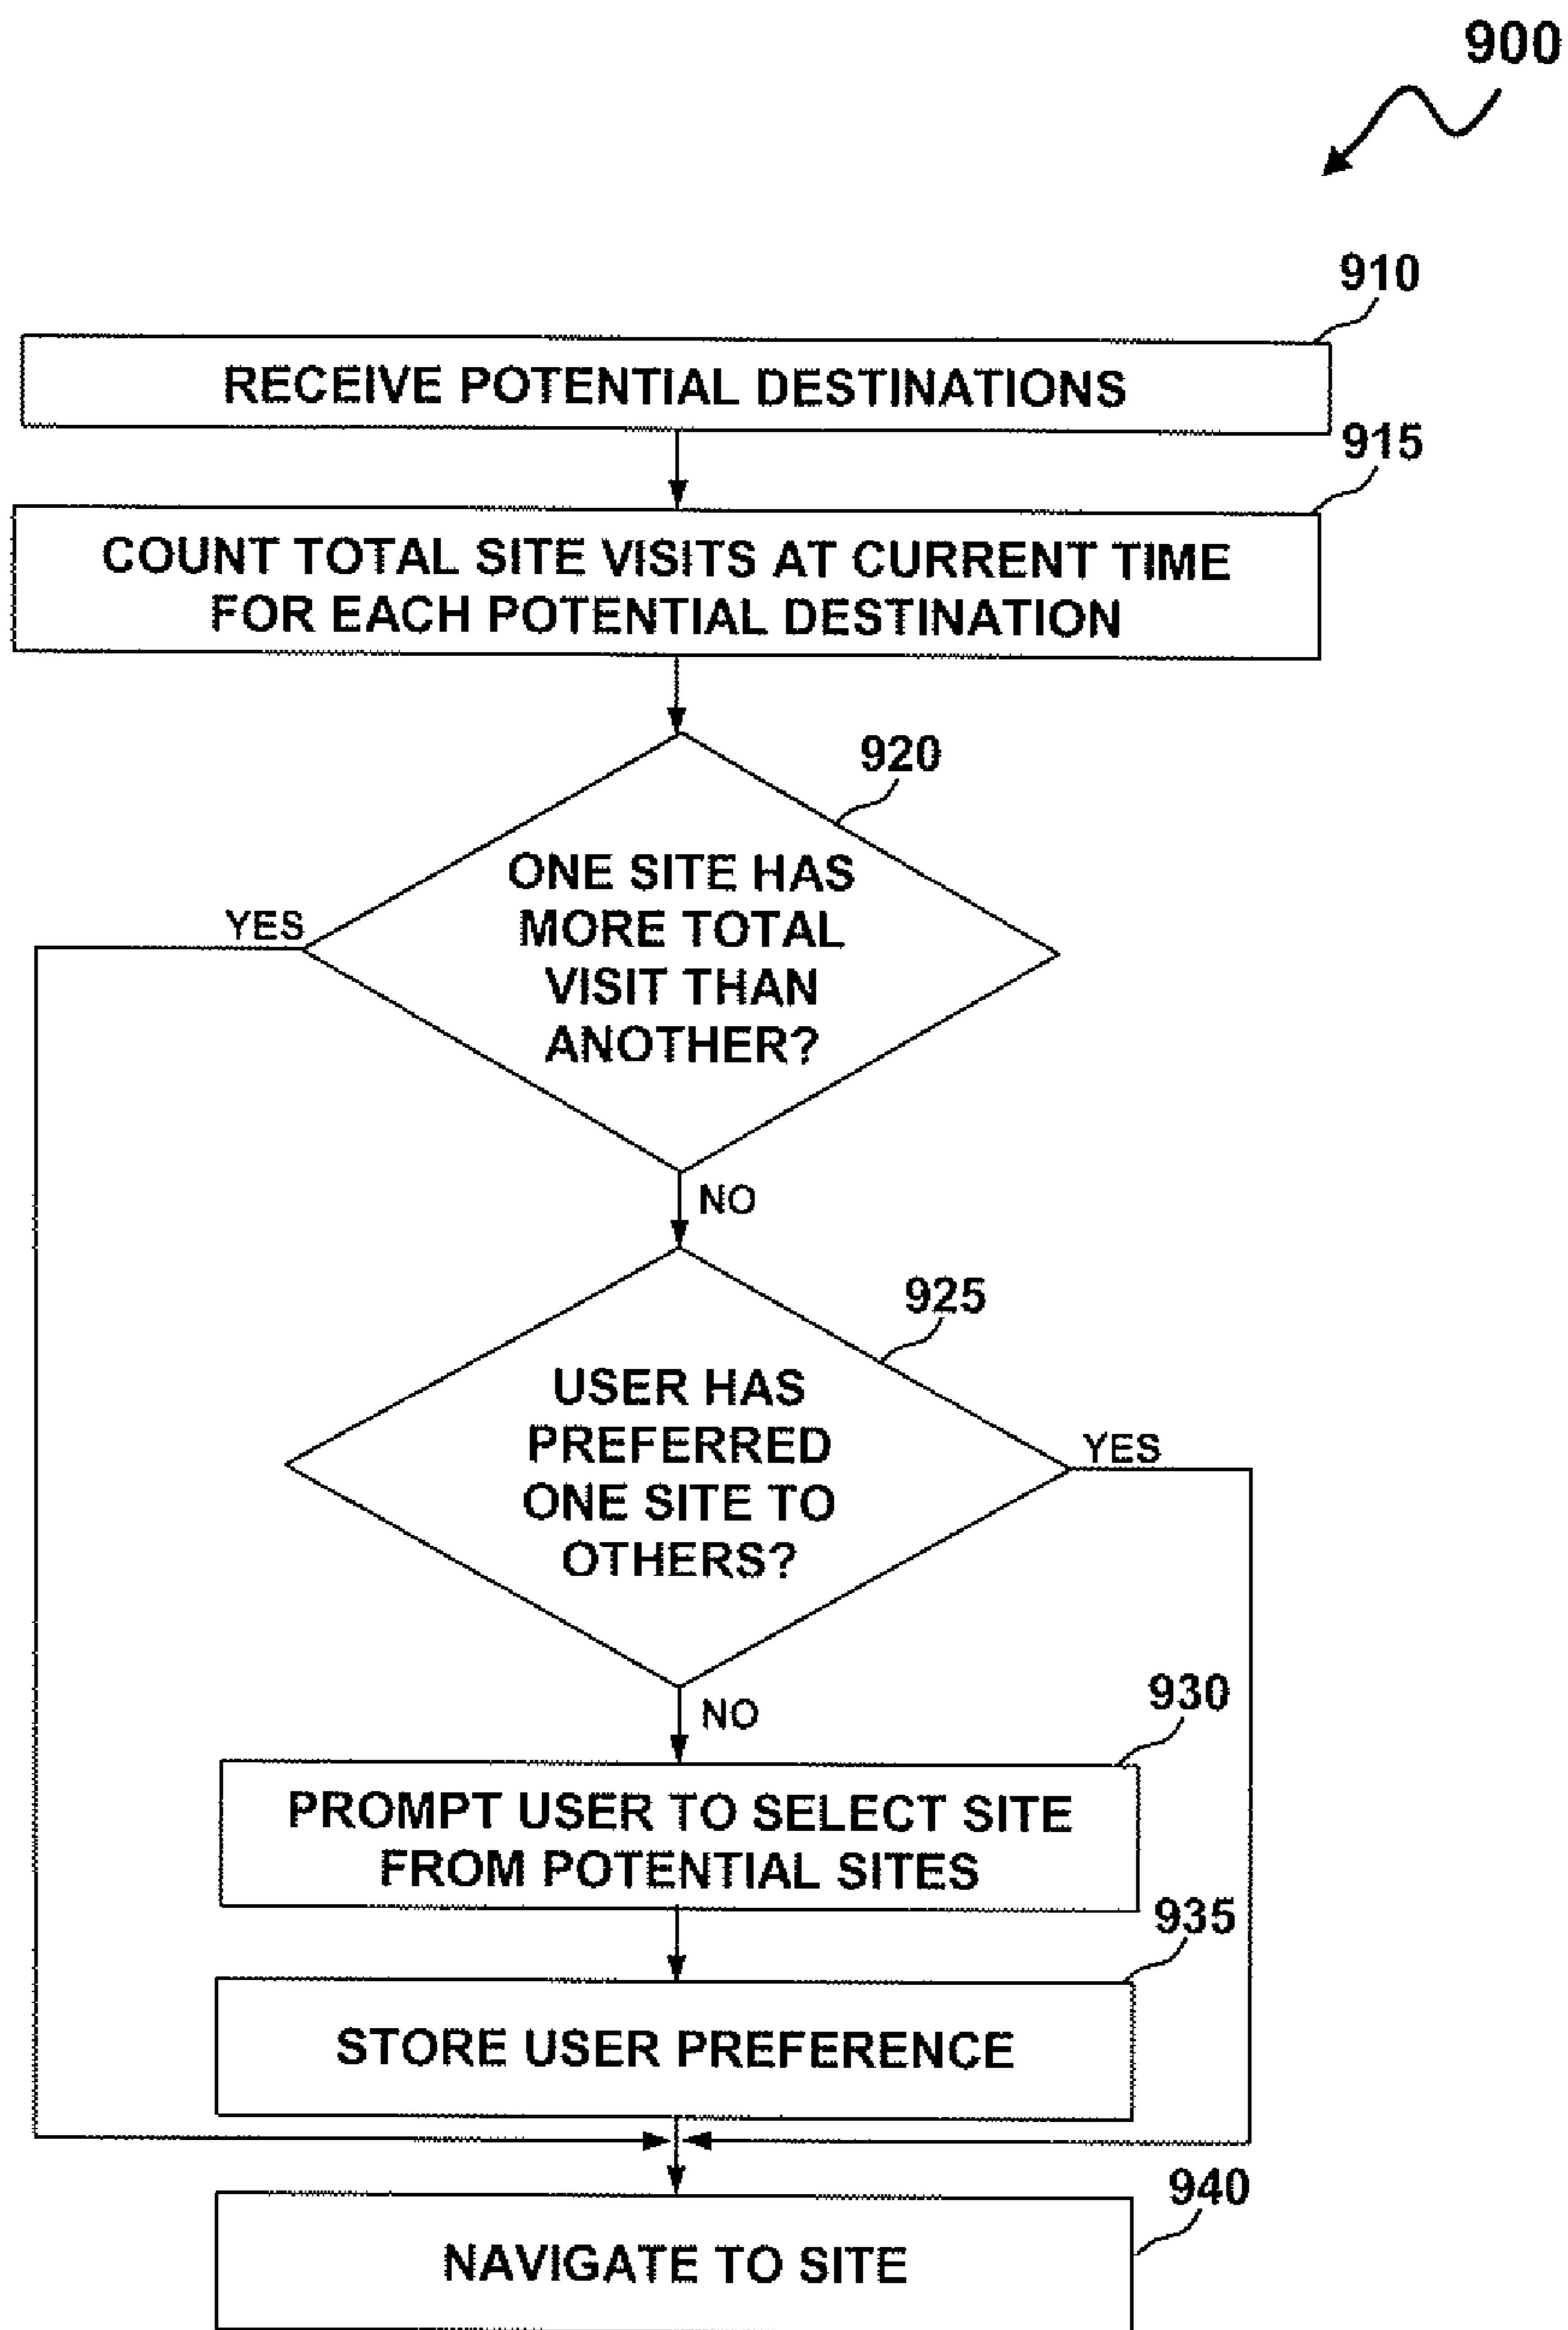 900
910
RECEIVE POTENTIAL DESTINATIONS
915
COUNT TOTAL SITE VISITS AT CURRENT TIME
FOR EACH POTENTIAL DESTINATION
920
ONE SITE HAS
MORE TOTAL
VISIT THAN
ANOTHER?
YES
NO
925
USER HAS
PREFERRED
ONE SITE TO
OTHERS?
YES
NO
930
PROMPT USER TO SELECT SITE
FROM POTENTIAL SITES
935
STORE USER PREFERENCE
940
NAVIGATE TO SITE